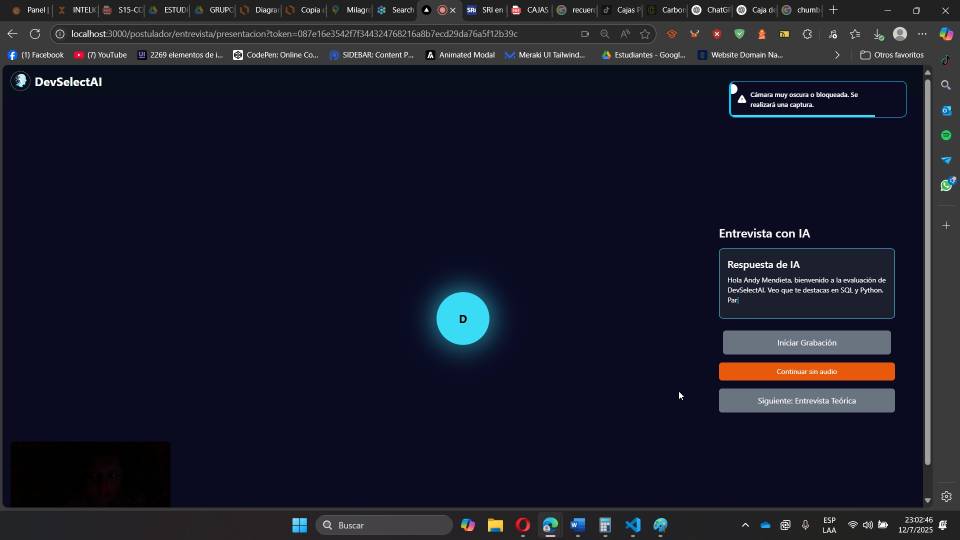 Panel |
INTELI
S15-CC
ESTUDI
GRUPO
Diagra
Copia d
Milagr
Search
SRI en
CAJAS
recuer
Cajas P
Carbon
ChatG
Caja de
chumb
localhost:3000/postulador/entrevista/presentacion?token=087e16e3542f7f344324768216a8b7ecd29da76a5f12b39c
(1) Facebook
(7) YouTube
2269 elementos de i...
CodePen: Online Co...
SIDEBAR: Content P...
Animated Modal
Meraki UI Tailwind...
Estudiantes - Googl...
Website Domain Na...
Otros favoritos
DevSelectAI
Cámara muy oscura o bloqueada. Se
realizará una captura.
Entrevista con IA
Respuesta de IA
Hola Andy Mendieta, bienvenido a la evaluación de
DevSelectAI. Veo que te destacas en SQL y Python.
Par|
D
Iniciar Grabación
Continuar sin audio
Siguiente: Entrevista Teórica
Buscar
ESP
LAA
23:02:46
12/7/2025